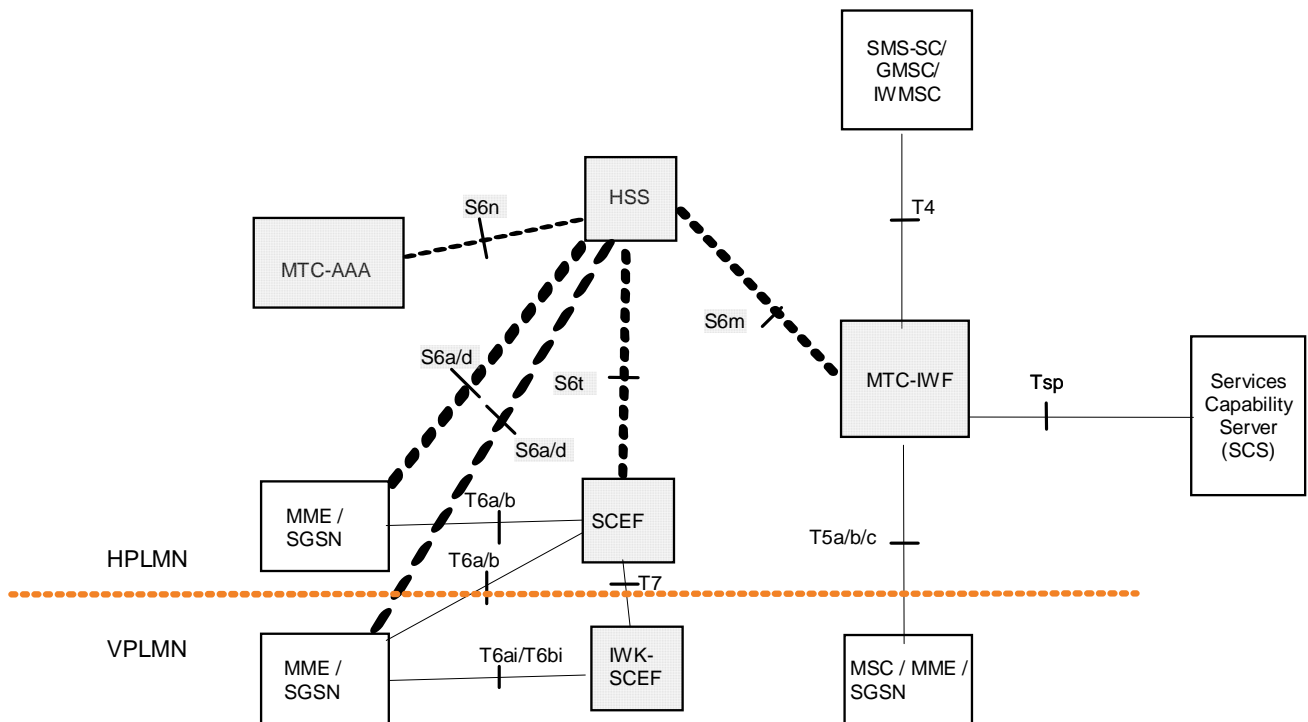 SMS-SC/
GMSC/
IWMSC
HSS
S6n
T4
MTC-AAA
S6m
S6a/d
S6t
MTC-IWF
Tsp
Services
Capability
Server
(SCS)
S6a/d
MME /
SGSN
T6a/b
SCEF
T5a/b/c
HPLMN
T6a/b
T7
VPLMN
MME /
SGSN
T6ai/T6bi
IWK-
SCEF
MSC / MME /
SGSN